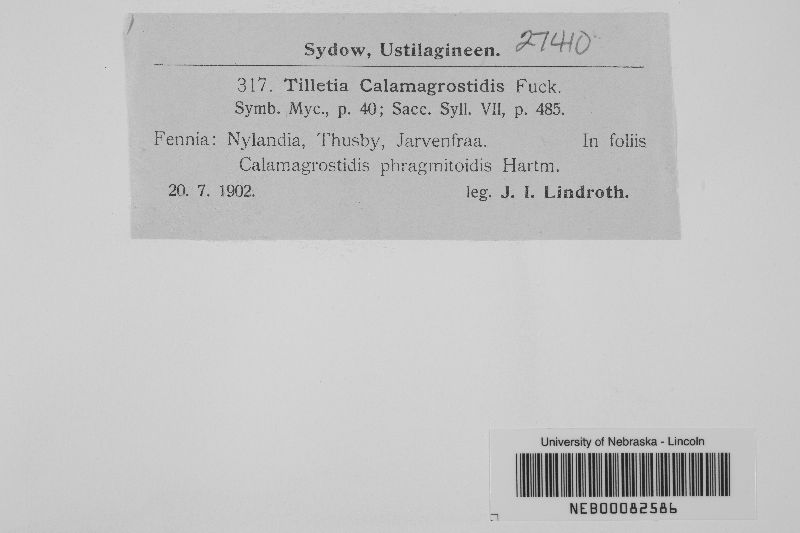 Sydow, Ustilagineen. 27410
317. Tilletia Calamagrostidis Fuck.
Symb. Myc., p. 40; Sacc. Syll. VII, p. 485.
Fennia: Nylandia, Thusby, Jarvenfraa. In foliis
Calamagrostidis phragmitoidis Hartm.
20. 7. 1902. leg. J. I. Lindroth.
University of Nebraska - Lincoln
NEB00082586